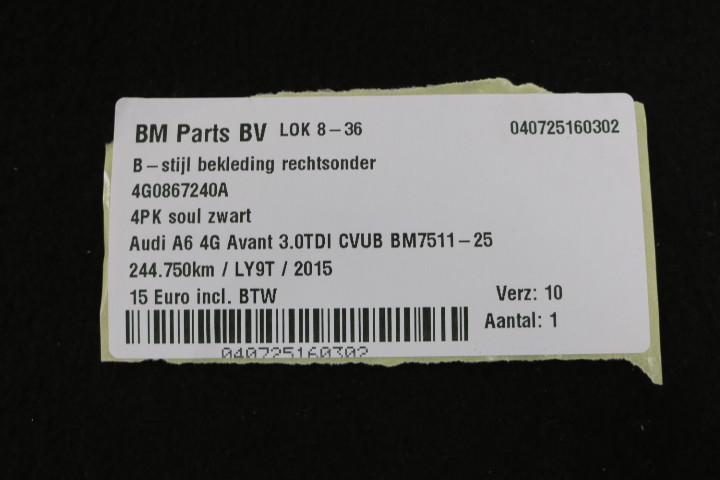 BM Parts BV LOK 8-36 040725160302
B-stijl bekleding rechtsonder
4G0867240A
4PK soul zwart
Audi A6 4G Avant 3.0TDI CVUB BM7511-25
244.750km / LY9T / 2015
15 Euro incl. BTW Verz: 10
Aantal: 1
040725160302